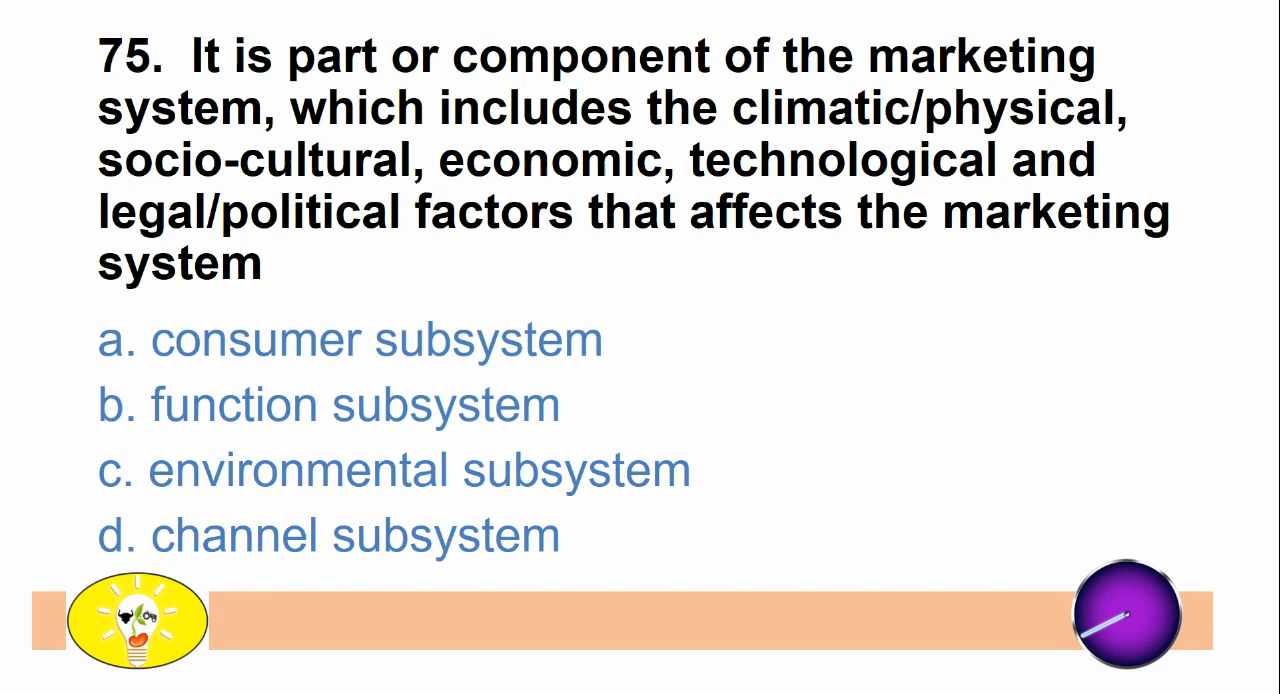 75.  It is part or component of the marketing
system, which includes the climatic/physical,
socio-cultural, economic, technological and
legal/political factors that affects the marketing
system
a. consumer subsystem
b. function subsystem
c. environmental subsystem
d. channel subsystem